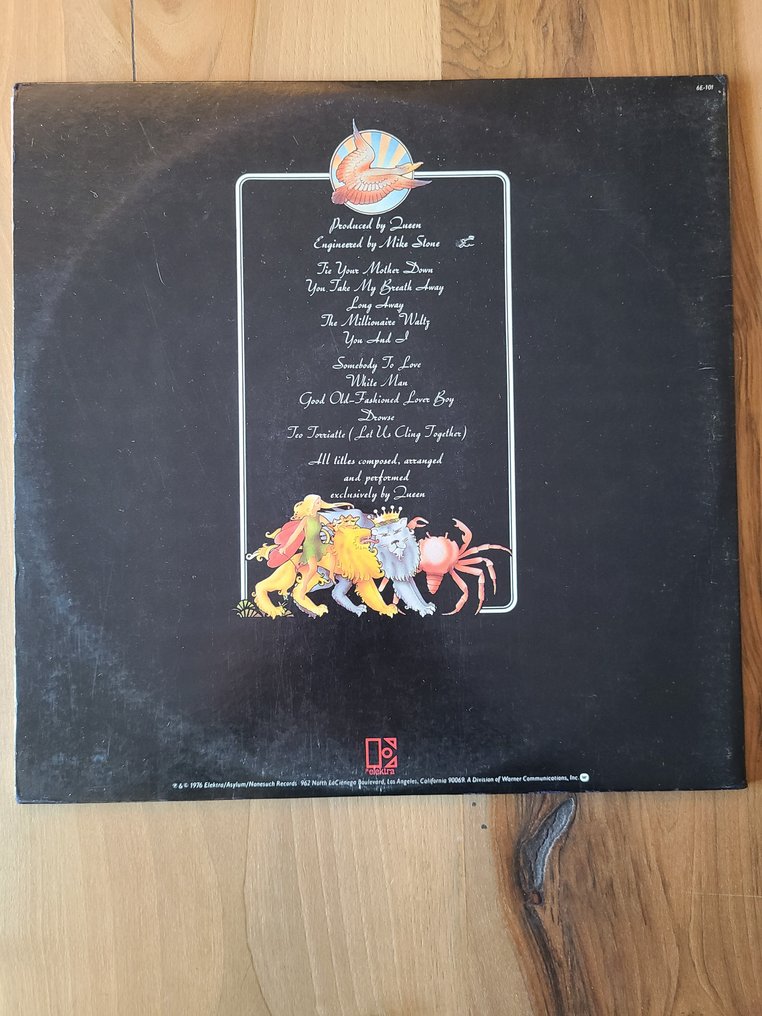 6E-101
Produced by Queen
Engineered by Mike Stone
Tie Your Mother Down
You Take My Breath Away
Long Away
The Millionaire Waltz
You And I
Somebody To Love
White Man
Good Old-Fashioned Lover Boy
Drowse
Teo Torriatte (Let Us Cling Together)
All titles composed, arranged
and performed
exclusively by Queen
elektra
℗ & © 1976 Elektra/Asylum/Nonesuch Records 962 North LaCienega Boulevard, Los Angeles, California 90069. A Division of Warner Communications, Inc.